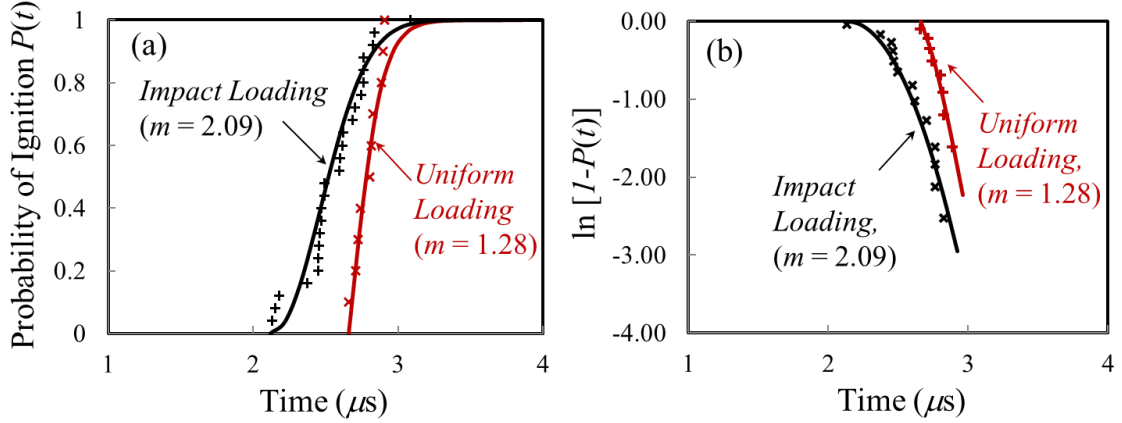 Probability of Ignition P(t)
1
0.8
0.6
0.4
0.2
0
(a)
Impact Loading
(m = 2.09)
Uniform
Loading
(m = 1.28)
1
2
3
4
Time (μs)
ln [1-P(t)]
0.00
-1.00
-2.00
-3.00
-4.00
(b)
Uniform
Loading,
(m = 1.28)
Impact
Loading,
(m = 2.09)
1
2
3
4
Time (μs)